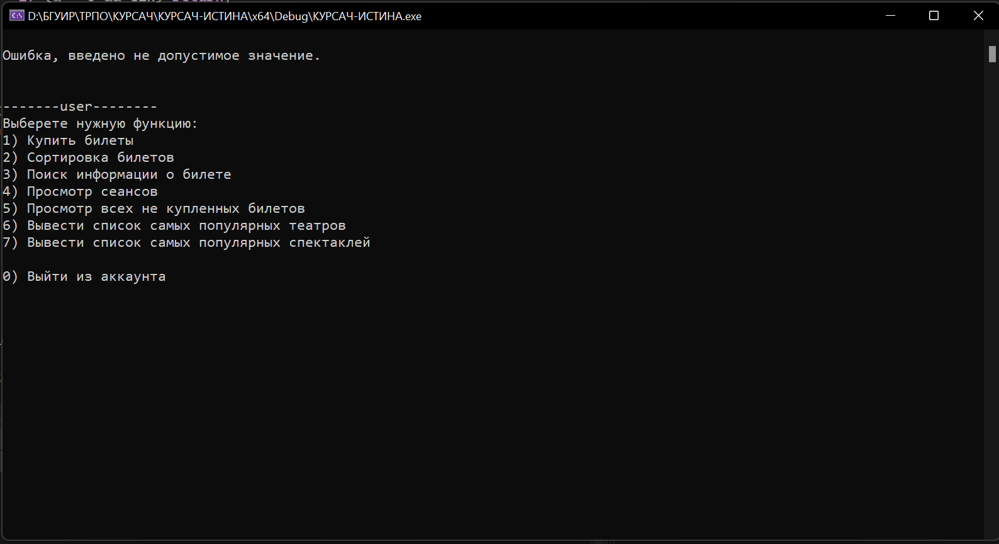 D:\БГУИР\ТРПО\КУРСАЧ\КУРСАЧ-ИСТИНА\x64\Debug\КУРСАЧ-ИСТИНА.exe
Ошибка, введено не допустимое значение.
-------user--------
Выберете нужную функцию:
1) Купить билеты
2) Сортировка билетов
3) Поиск информации о билете
4) Просмотр сеансов
5) Просмотр всех не купленных билетов
6) Вывести список самых популярных театров
7) Вывести список самых популярных спектаклей
0) Выйти из аккаунта